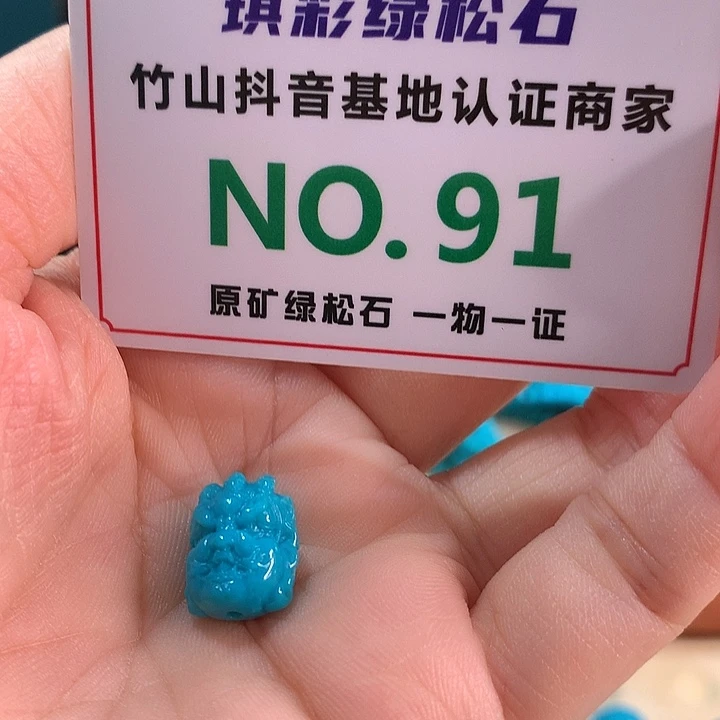 琪彩绿松石
竹山抖音基地认证商家
NO.91
原矿绿松石 一物一证